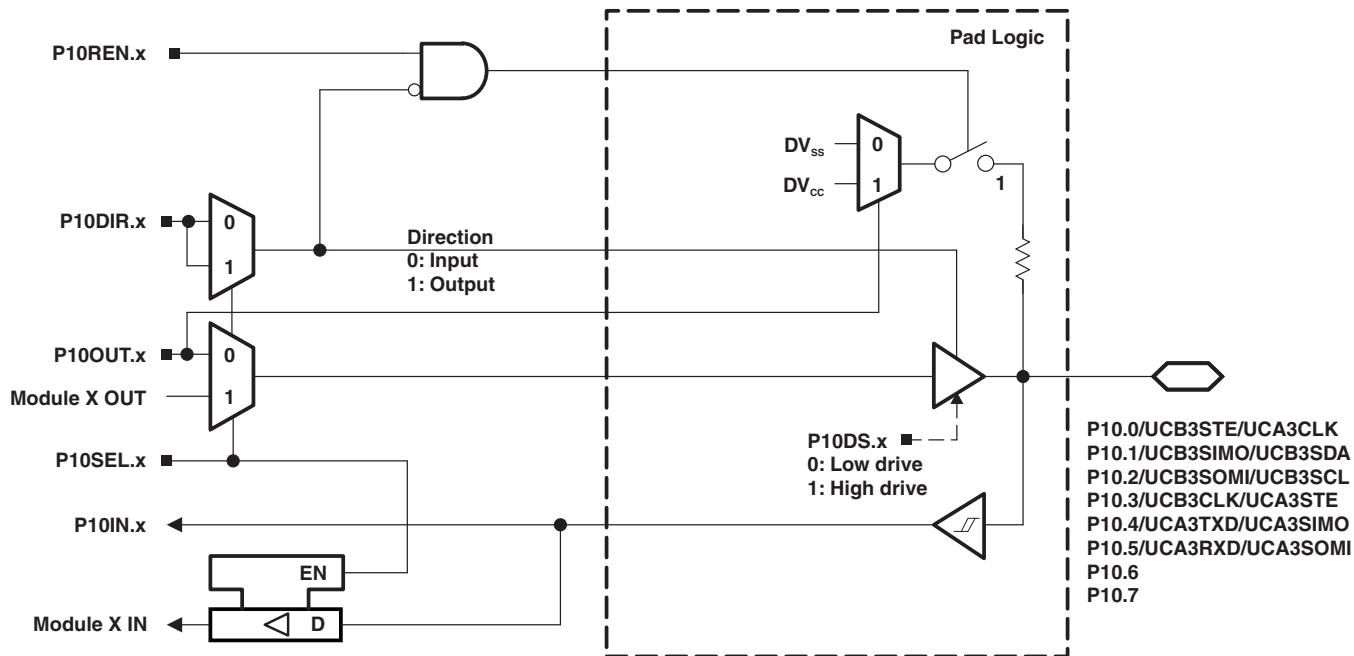 Pad Logic
P10REN.x
DVss
0
DVcc
1
1
P10DIR.x
0
1
Direction
0: Input
1: Output
P10OUT.x
0
Module X OUT
1
P10DS.x
0: Low drive
1: High drive
P10SEL.x
P10IN.x
EN
Module X IN
D
P10.0/UCB3STE/UCA3CLK
P10.1/UCB3SIMO/UCB3SDA
P10.2/UCB3SOMI/UCB3SCL
P10.3/UCB3CLK/UCA3STE
P10.4/UCA3TXD/UCA3SIMO
P10.5/UCA3RXD/UCA3SOMI
P10.6
P10.7